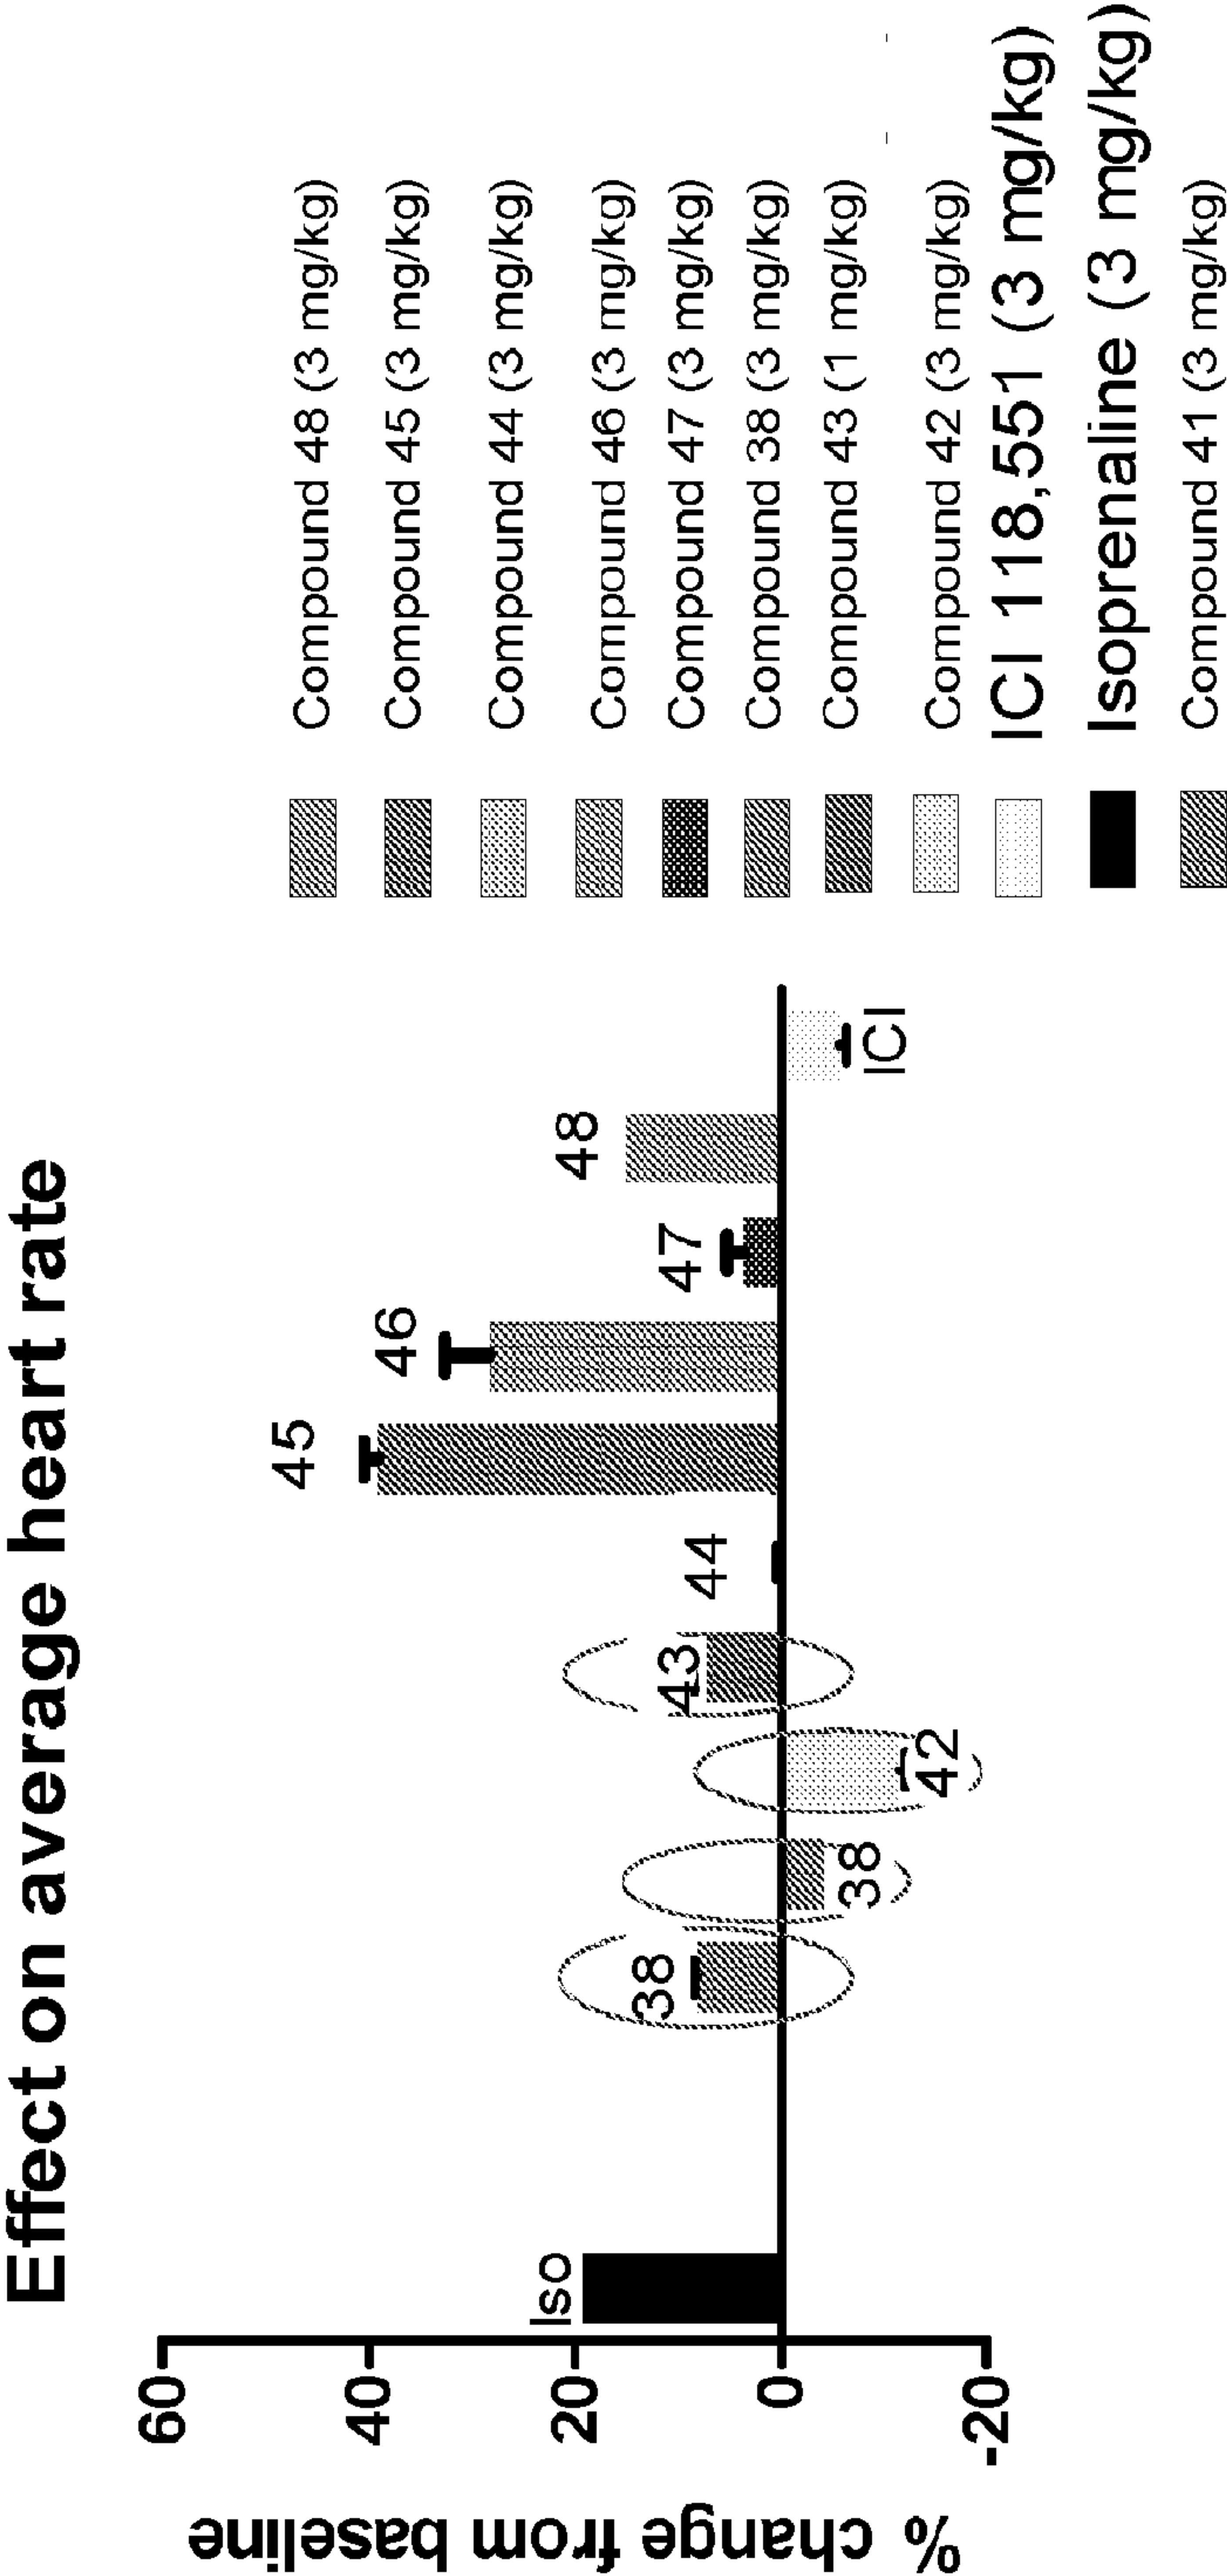 Effect on average heart rate
% change from baseline
60
40
20
0
-20
Iso
38
38
42
43
44
45
46
47
48
ICI
Compound 48 (3 mg/kg)
Compound 45 (3 mg/kg)
Compound 44 (3 mg/kg)
Compound 46 (3 mg/kg)
Compound 47 (3 mg/kg)
Compound 38 (3 mg/kg)
Compound 43 (1 mg/kg)
Compound 42 (3 mg/kg)
ICI 118,551 (3 mg/kg)
Isoprenaline (3 mg/kg)
Compound 41 (3 mg/kg)